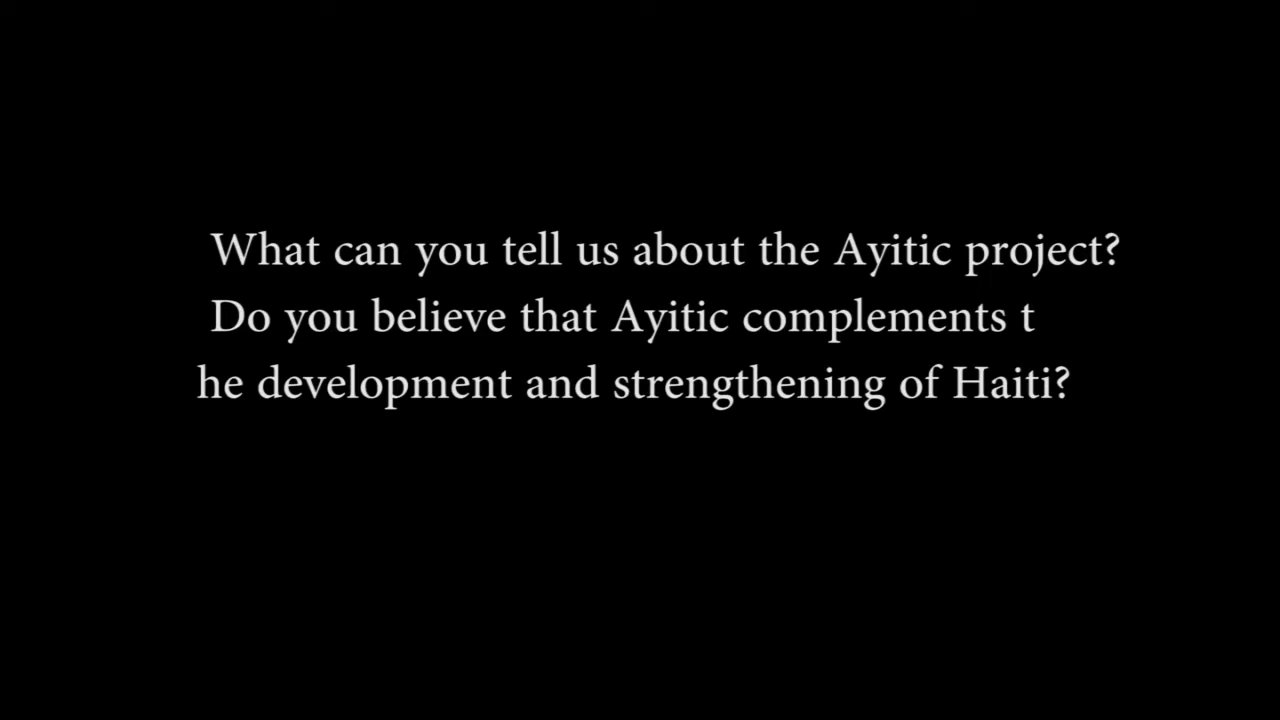 What can you tell us about the Ayitic project?
Do you believe that Ayitic complements t
he development and strengthening of Haiti?